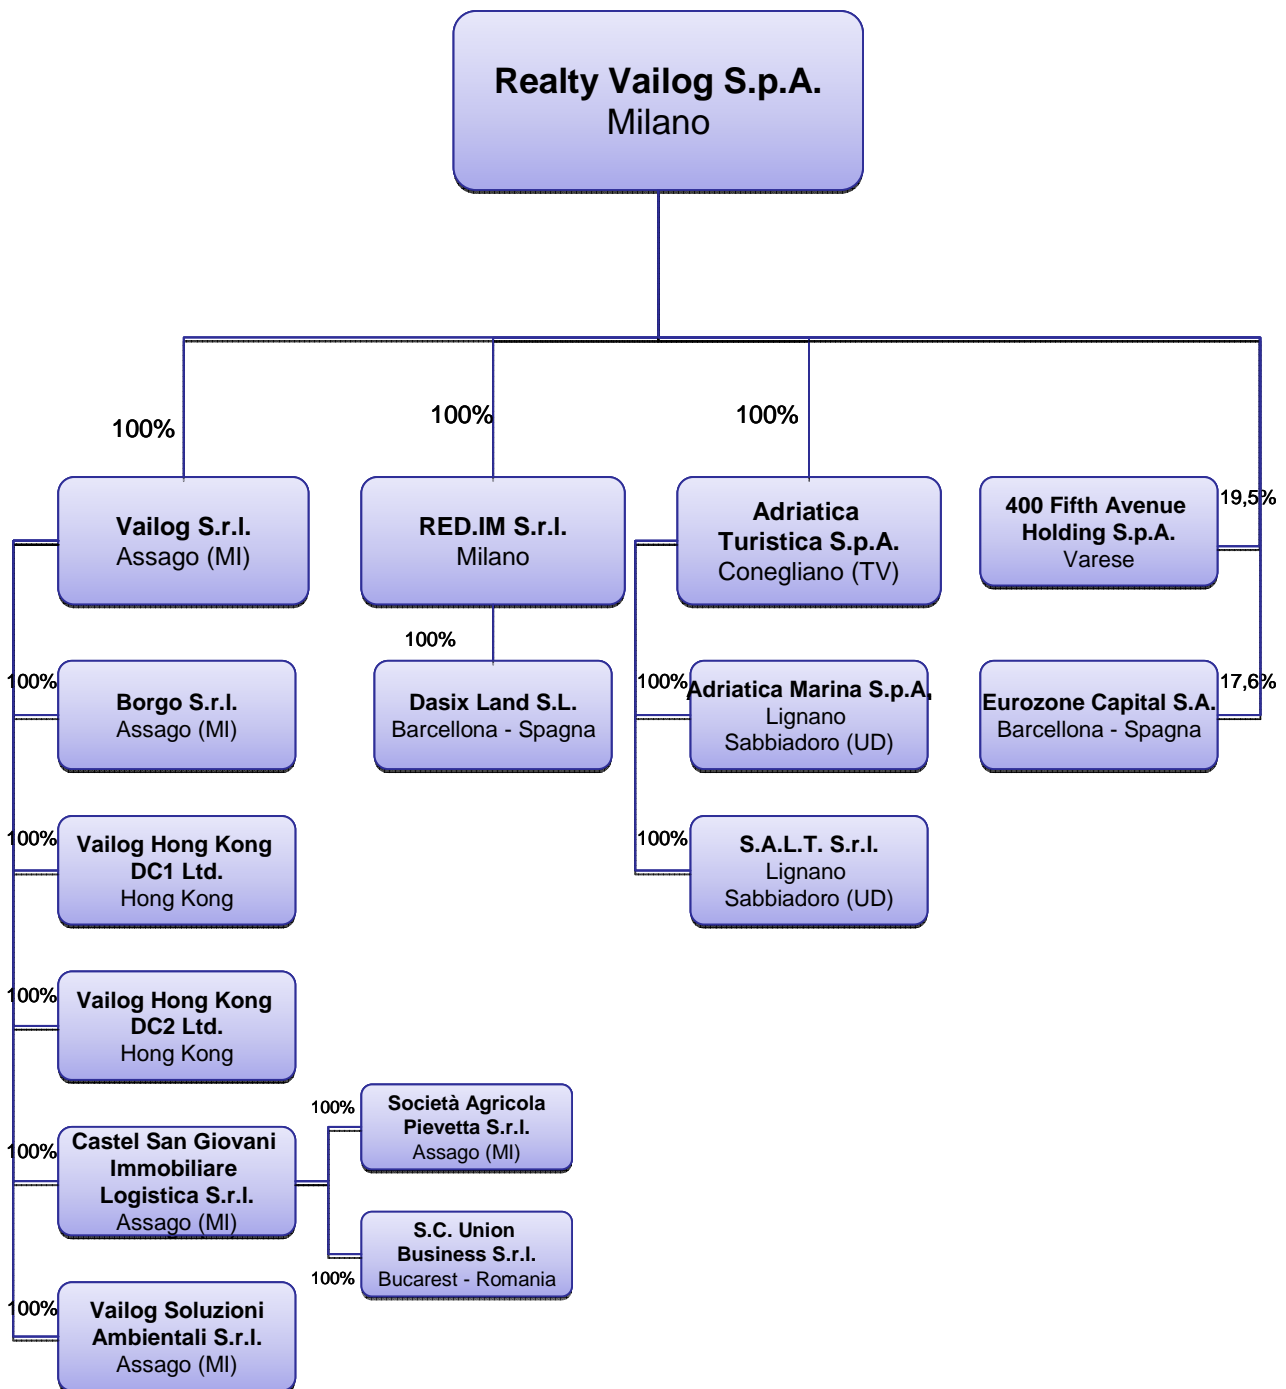 Realty Vailog S.p.A.
Milano
100%
100%
100%
Vailog S.r.l.
Assago (MI)
RED.IM S.r.l.
Milano
Adriatica
Turistica S.p.A.
Conegliano (TV)
400 Fifth Avenue
Holding S.p.A.
Varese
19,5%
100%
Borgo S.r.l.
Assago (MI)
100%
Dasix Land S.L.
Barcellona - Spagna
100%
Adriatica Marina S.p.A.
Lignano
Sabbiadoro (UD)
Eurozone Capital S.A.
Barcellona - Spagna
17,6%
100%
Vailog Hong Kong
DC1 Ltd.
Hong Kong
100%
S.A.L.T. S.r.l.
Lignano
Sabbiadoro (UD)
100%
Vailog Hong Kong
DC2 Ltd.
Hong Kong
100%
Castel San Giovani
Immobiliare
Logistica S.r.l.
Assago (MI)
100%
Società Agricola
Pievetta S.r.l.
Assago (MI)
100%
S.C. Union
Business S.r.l.
Bucarest - Romania
100%
Vailog Soluzioni
Ambientali S.r.l.
Assago (MI)